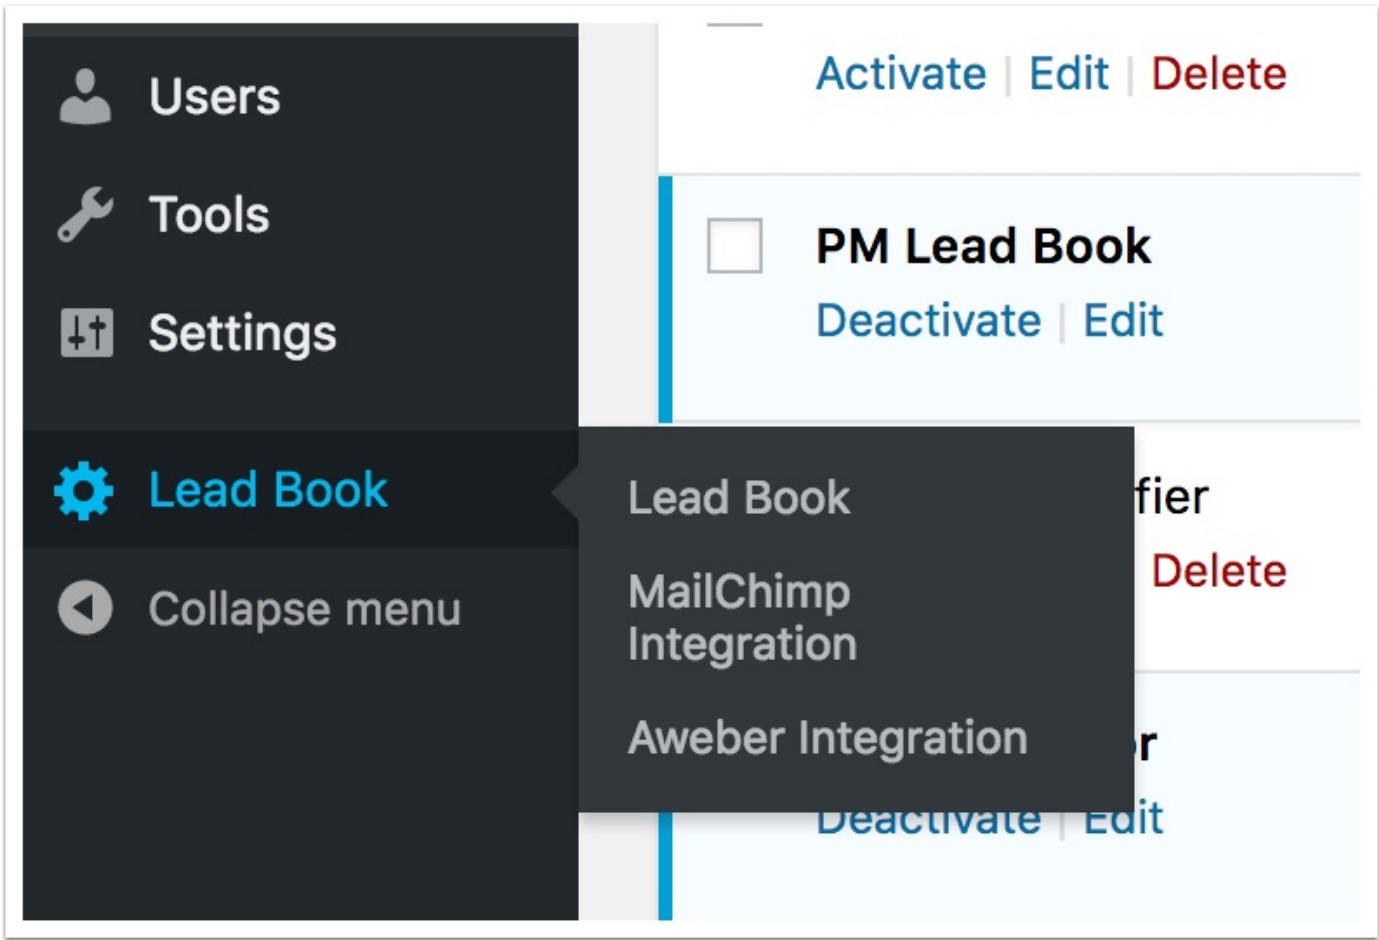 Users
Tools
Settings
Lead Book
Collapse menu
Lead Book
MailChimp
Integration
Aweber Integration
Activate | Edit | Delete
PM Lead Book
Deactivate | Edit
fier
Delete
Deactivate | Edit